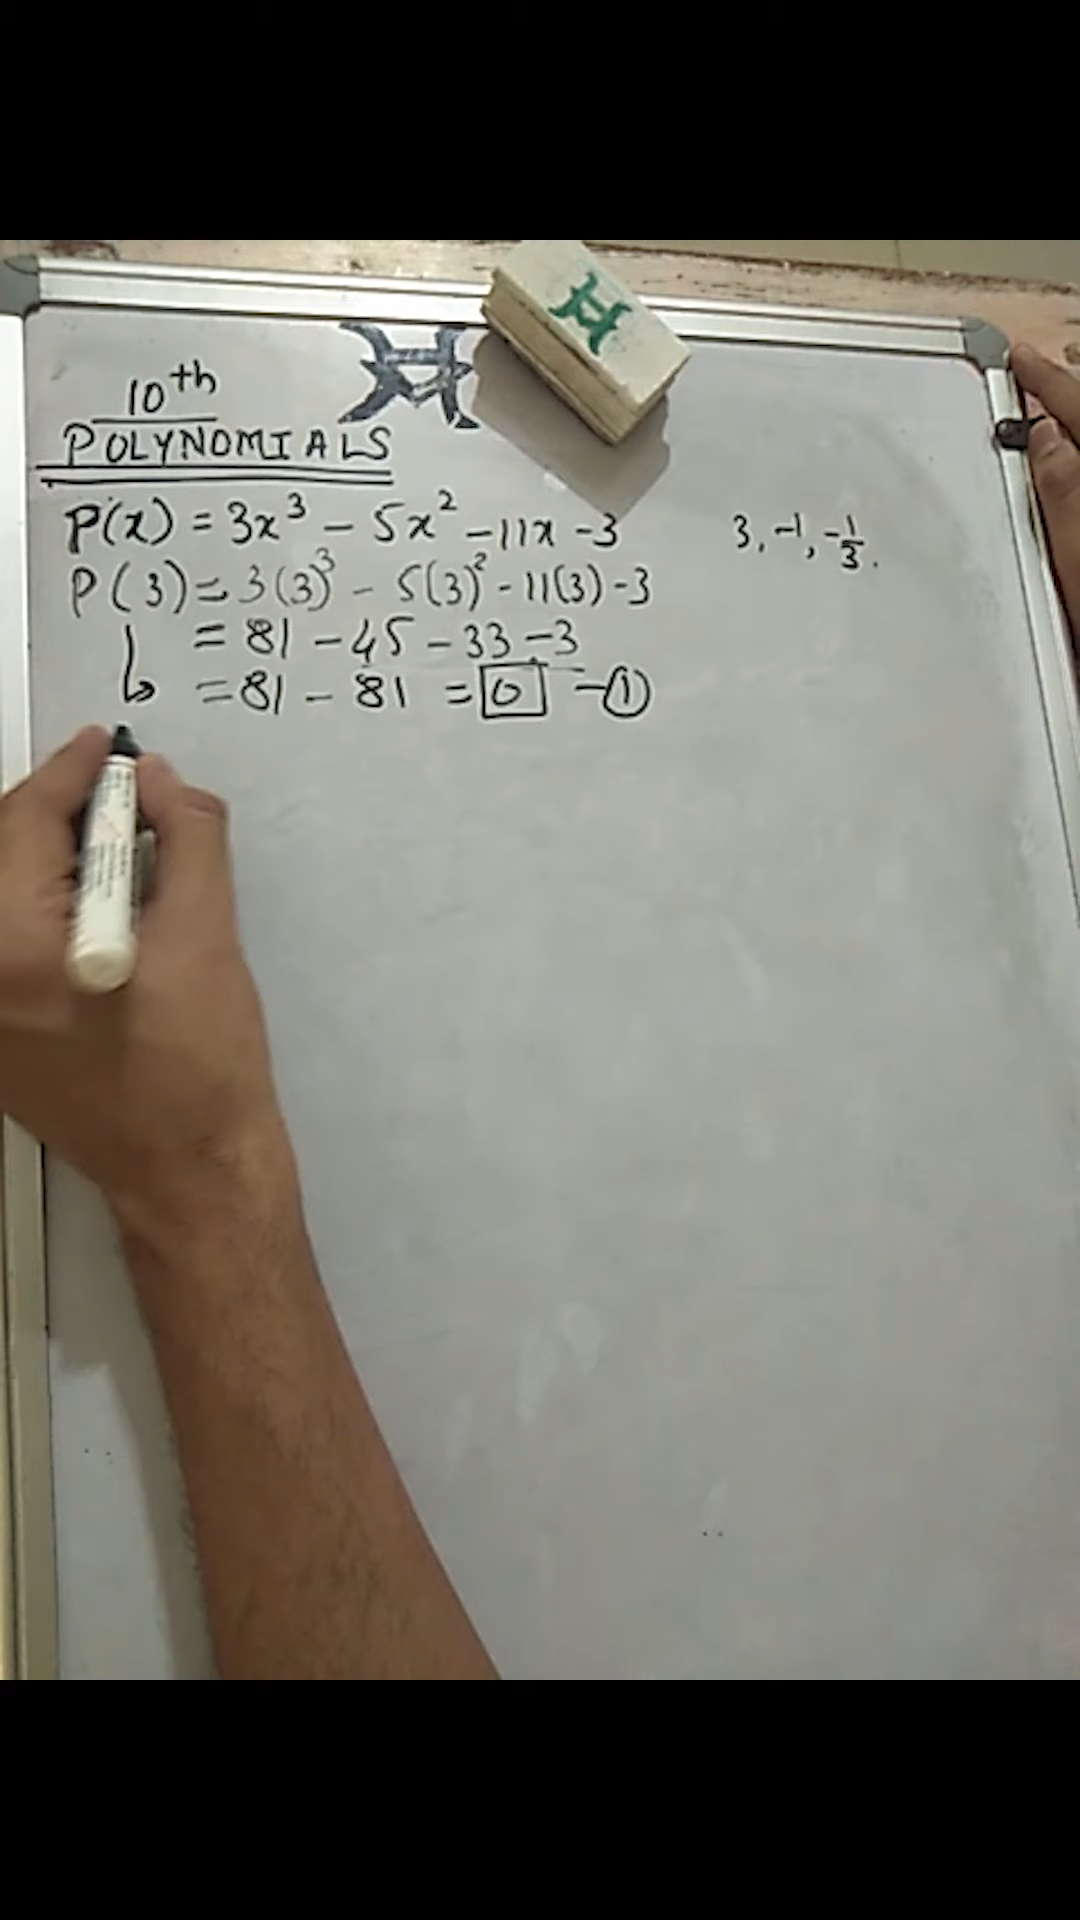 10th
POLYNOMIALS
P(x) = 3x³ - 5x² - 11x - 3
3, -1, -1/3.
P(3) = 3(3)³ - 5(3)² - 11(3) - 3
= 81 - 45 - 33 - 3
= 81 - 81 = 0 - ①